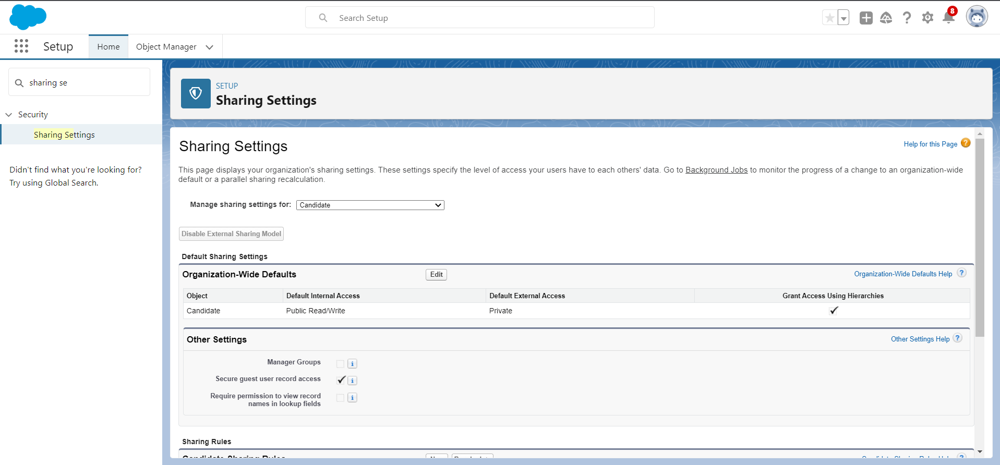 Search Setup
8
Setup
Home
Object Manager
sharing se
Security
Sharing Settings
Didn't find what you're looking for?
Try using Global Search.
SETUP
Sharing Settings
Sharing Settings
Help for this Page
This page displays your organization's sharing settings. These settings specify the level of access your users have to each others' data. Go to Background Jobs to monitor the progress of a change to an organization-wide
default or a parallel sharing recalculation.
Manage sharing settings for: Candidate
Disable External Sharing Model
Default Sharing Settings
Organization-Wide Defaults Edit Organization-Wide Defaults Help ?
Object Default Internal Access Default External Access Grant Access Using Hierarchies
Candidate Public Read/Write Private
Other Settings Other Settings Help ?
Manager Groups i
Secure guest user record access i
Require permission to view record
names in lookup fields i
Sharing Rules
Candidate Sharing Rules